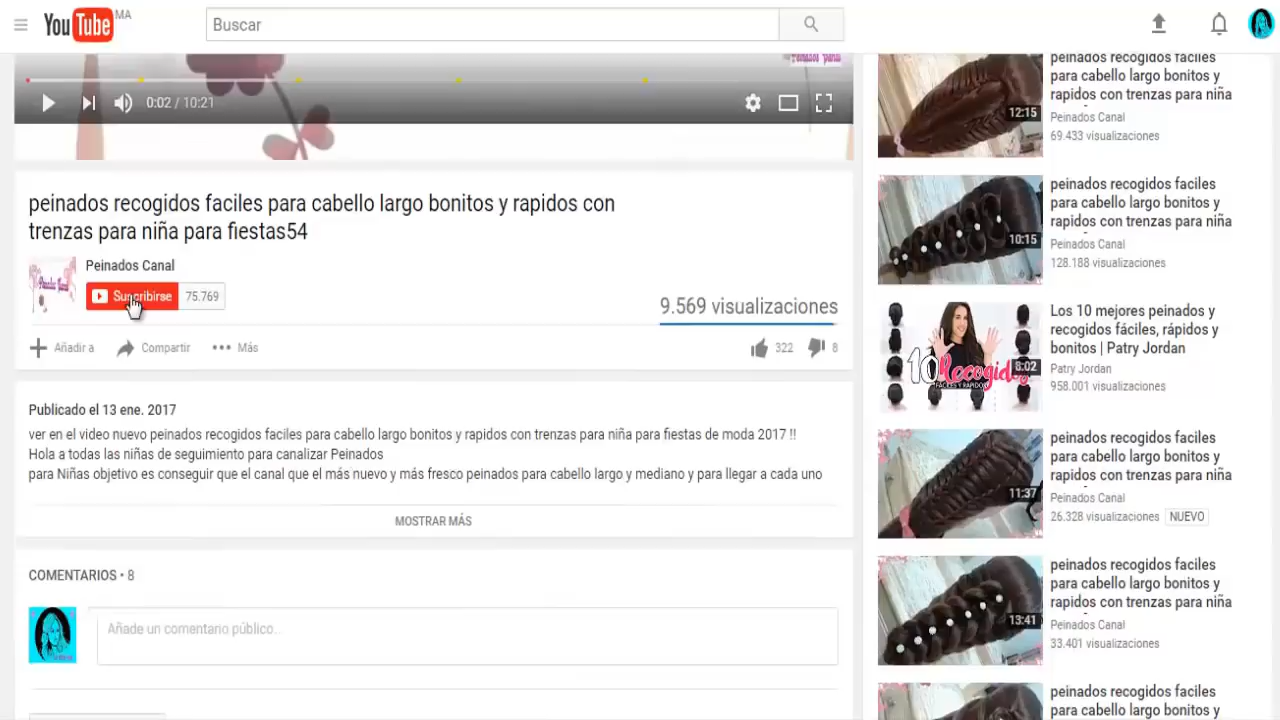 YouTube MA
Buscar
0:02 / 10:21
peinados recogidos faciles para cabello largo bonitos y rapidos con
trenzas para niña para fiestas54
Peinados Canal
Suscribirse 75.769
9.569 visualizaciones
Añadir a Compartir Más 322 8
Publicado el 13 ene. 2017
ver en el video nuevo peinados recogidos faciles para cabello largo bonitos y rapidos con trenzas para niña para fiestas de moda 2017 !!
Hola a todas las niñas de seguimiento para canalizar Peinados
para Niñas objetivo es conseguir que el canal que el más nuevo y más fresco peinados para cabello largo y mediano y para llegar a cada uno
MOSTRAR MÁS
COMENTARIOS • 8
Añade un comentario público...
peinados recogidos faciles
para cabello largo bonitos y
rapidos con trenzas para niña
12:15
Peinados Canal
69.433 visualizaciones
peinados recogidos faciles
para cabello largo bonitos y
rapidos con trenzas para niña
10:15
Peinados Canal
128.188 visualizaciones
Los 10 mejores peinados y
recogidos fáciles, rápidos y
bonitos | Patry Jordan
10 Recogidos
FÁCILES Y RÁPIDOS
8:02
Patry Jordan
958.001 visualizaciones
peinados recogidos faciles
para cabello largo bonitos y
rapidos con trenzas para niña
11:37
Peinados Canal
26.328 visualizaciones NUEVO
peinados recogidos faciles
para cabello largo bonitos y
rapidos con trenzas para niña
13:41
Peinados Canal
33.401 visualizaciones
peinados recogidos faciles
para cabello largo bonitos y